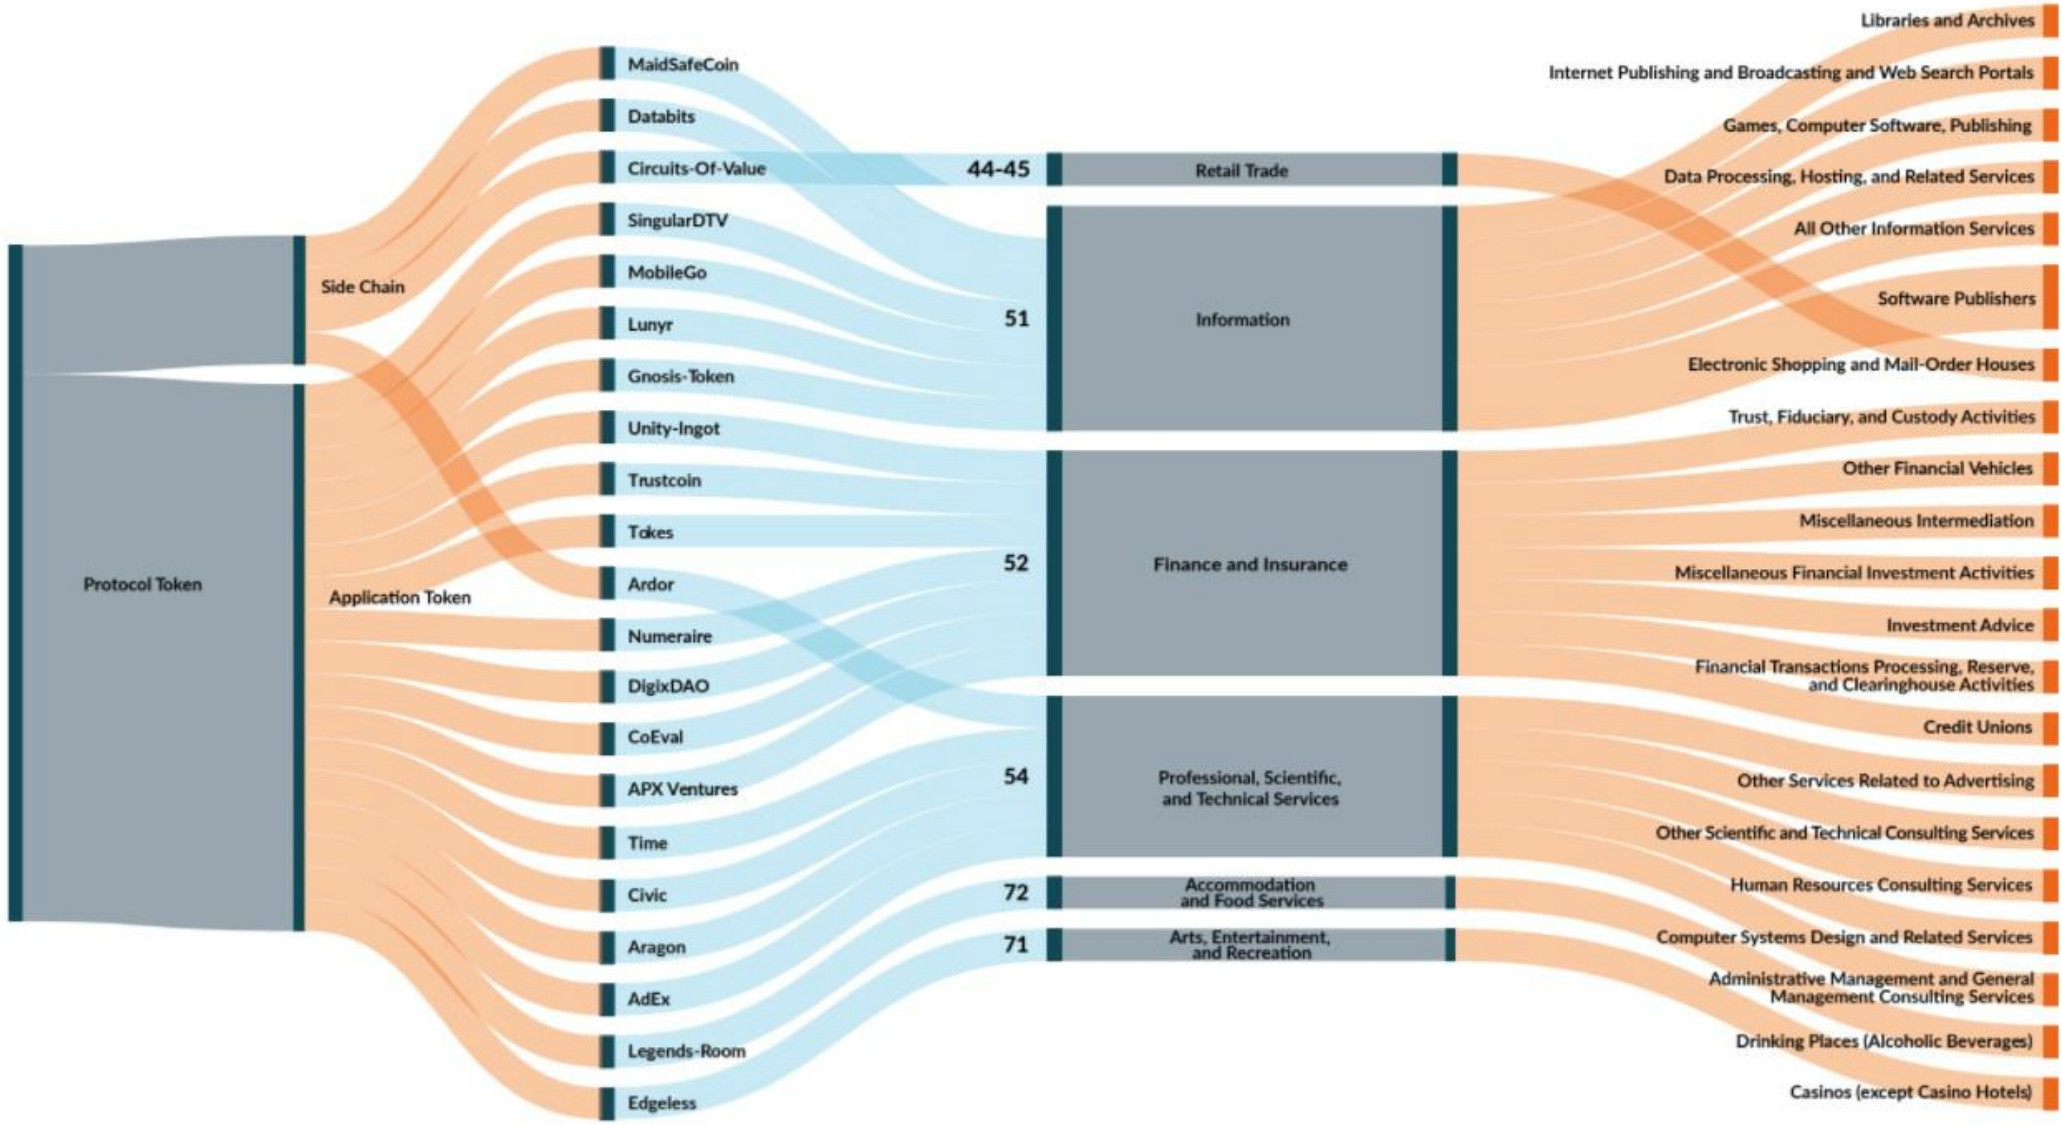 Protocol Token
Side Chain
Application Token
MaidSafeCoin
Databits
Circuits-Of-Value
SingularDTV
MobileGo
Lunyr
Gnosis-Token
Unity-Ingot
Trustcoin
Tokes
Ardor
Numeraire
DigixDAO
CoEval
APX Ventures
Time
Civic
Aragon
AdEx
Legends-Room
Edgeless
44-45
51
52
54
72
71
Retail Trade
Information
Finance and Insurance
Professional, Scientific,
and Technical Services
Accommodation
and Food Services
Arts, Entertainment,
and Recreation
Libraries and Archives
Internet Publishing and Broadcasting and Web Search Portals
Games, Computer Software, Publishing
Data Processing, Hosting, and Related Services
All Other Information Services
Software Publishers
Electronic Shopping and Mail-Order Houses
Trust, Fiduciary, and Custody Activities
Other Financial Vehicles
Miscellaneous Intermediation
Miscellaneous Financial Investment Activities
Investment Advice
Financial Transactions Processing, Reserve,
and Clearinghouse Activities
Credit Unions
Other Services Related to Advertising
Other Scientific and Technical Consulting Services
Human Resources Consulting Services
Computer Systems Design and Related Services
Administrative Management and General
Management Consulting Services
Drinking Places (Alcoholic Beverages)
Casinos (except Casino Hotels)